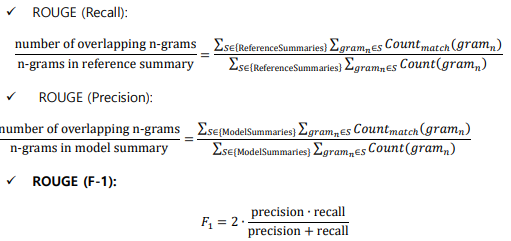 ✓ ROUGE (Recall):
number of overlapping n-grams / n-grams in reference summary = ∑S∈{ReferenceSummaries} ∑gramₙ∈S Countmatch(gramₙ) / ∑S∈{ReferenceSummaries} ∑gramₙ∈S Count(gramₙ)
✓ ROUGE (Precision):
number of overlapping n-grams / n-grams in model summary = ∑S∈{ModelSummaries} ∑gramₙ∈S Countmatch(gramₙ) / ∑S∈{ModelSummaries} ∑gramₙ∈S Count(gramₙ)
✓ ROUGE (F-1):
F₁ = 2 · precision · recall / precision + recall